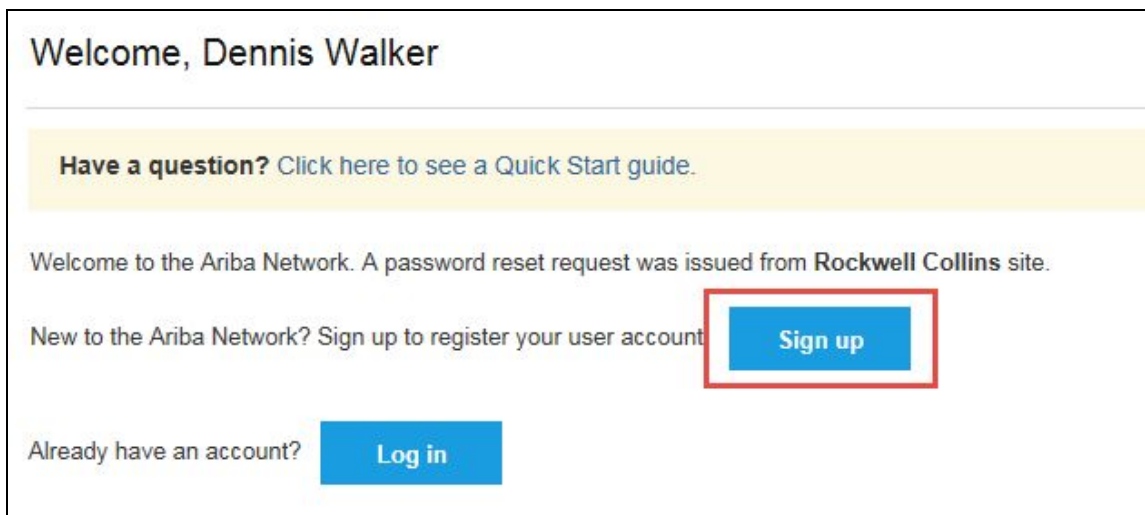 Welcome, Dennis Walker
Have a question? Click here to see a Quick Start guide.
Welcome to the Ariba Network. A password reset request was issued from Rockwell Collins site.
New to the Ariba Network? Sign up to register your user account Sign up
Already have an account? Log in